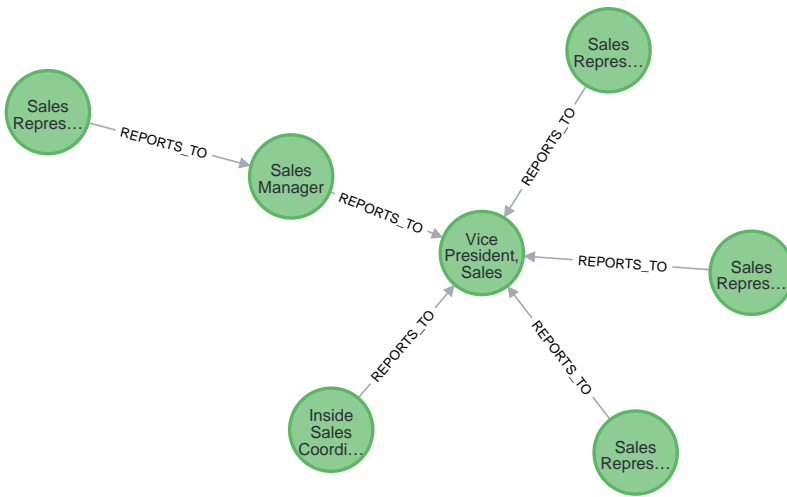 Sales
Repres…
REPORTS_TO
Sales
Repres…
REPORTS_TO
Sales
Manager
REPORTS_TO
Vice
President,
Sales
REPORTS_TO
Sales
Repres…
REPORTS_TO
Inside
Sales
Coordi…
REPORTS_TO
Sales
Repres…